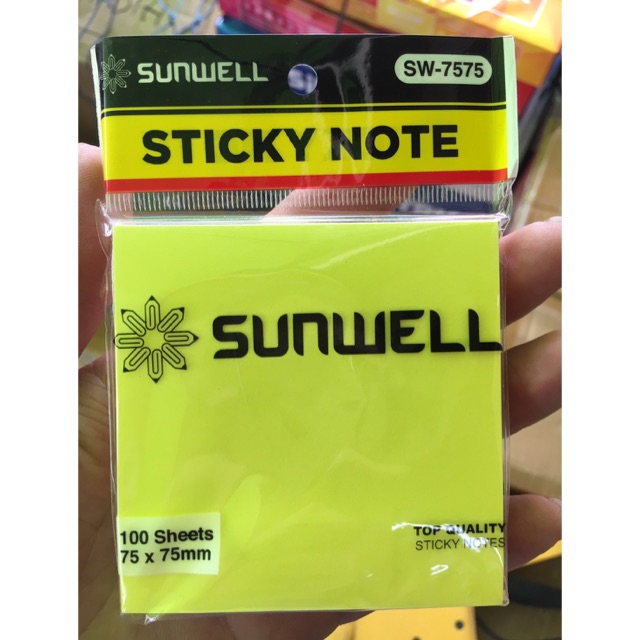 SUNWELL
SW-7575
STICKY NOTE
SUNWELL
100 Sheets
75 x 75mm
TOP QUALITY
STICKY NOTES